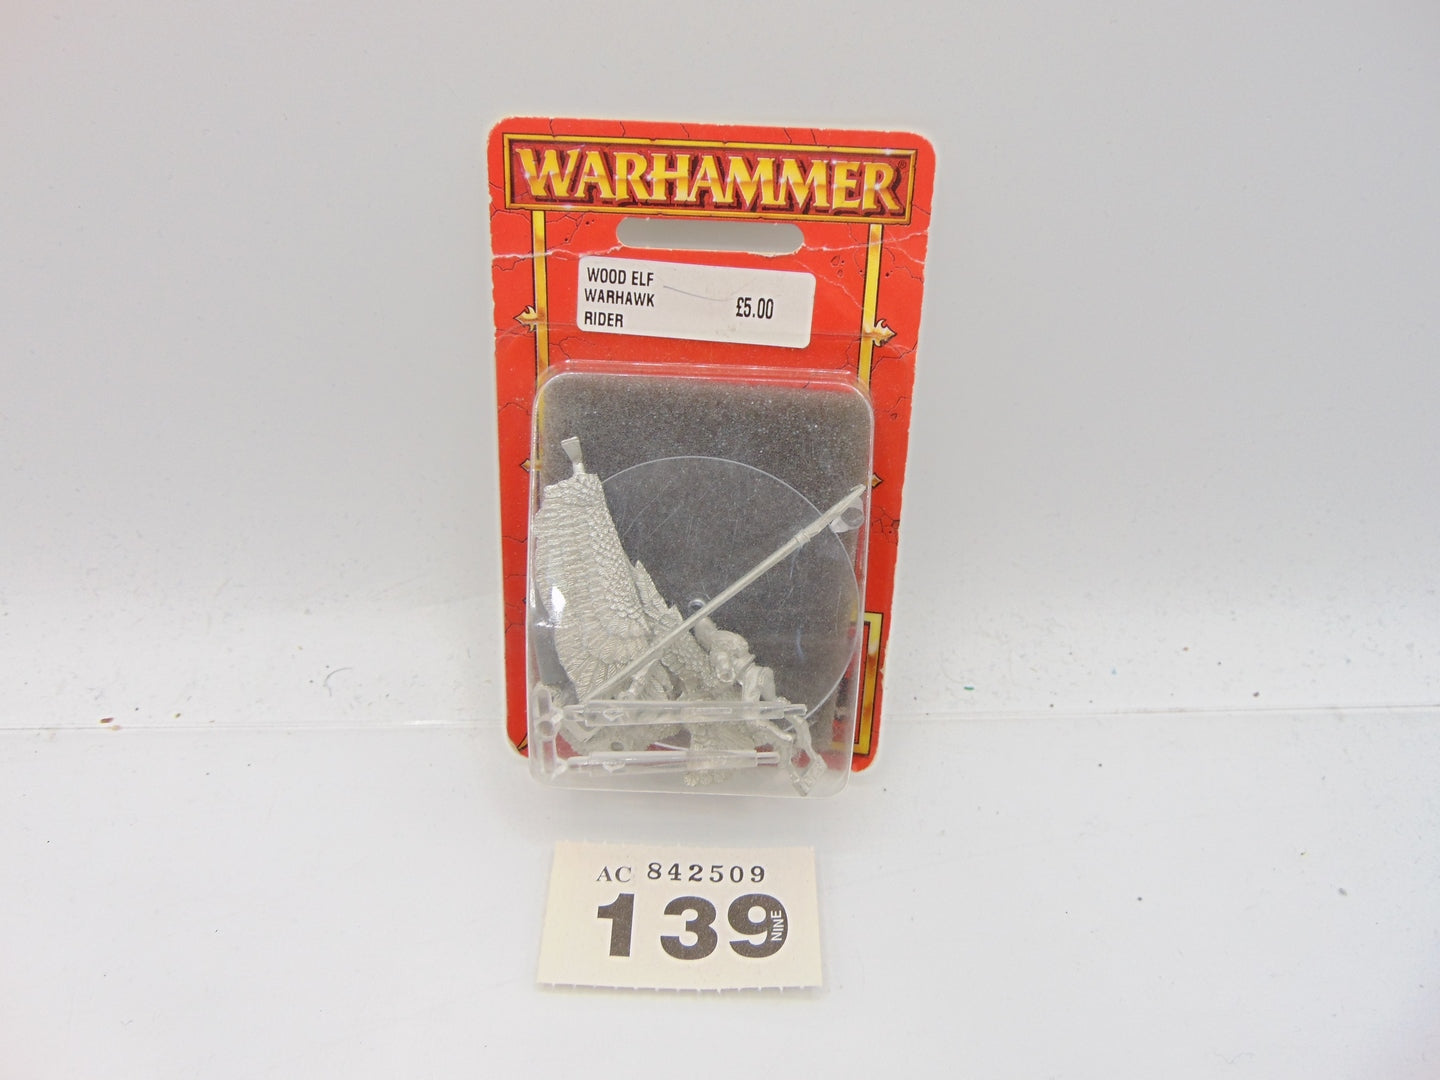 WARHAMMER®
WOOD ELF
WARHAWK
RIDER
£5.00
AC 842509
139
NINE